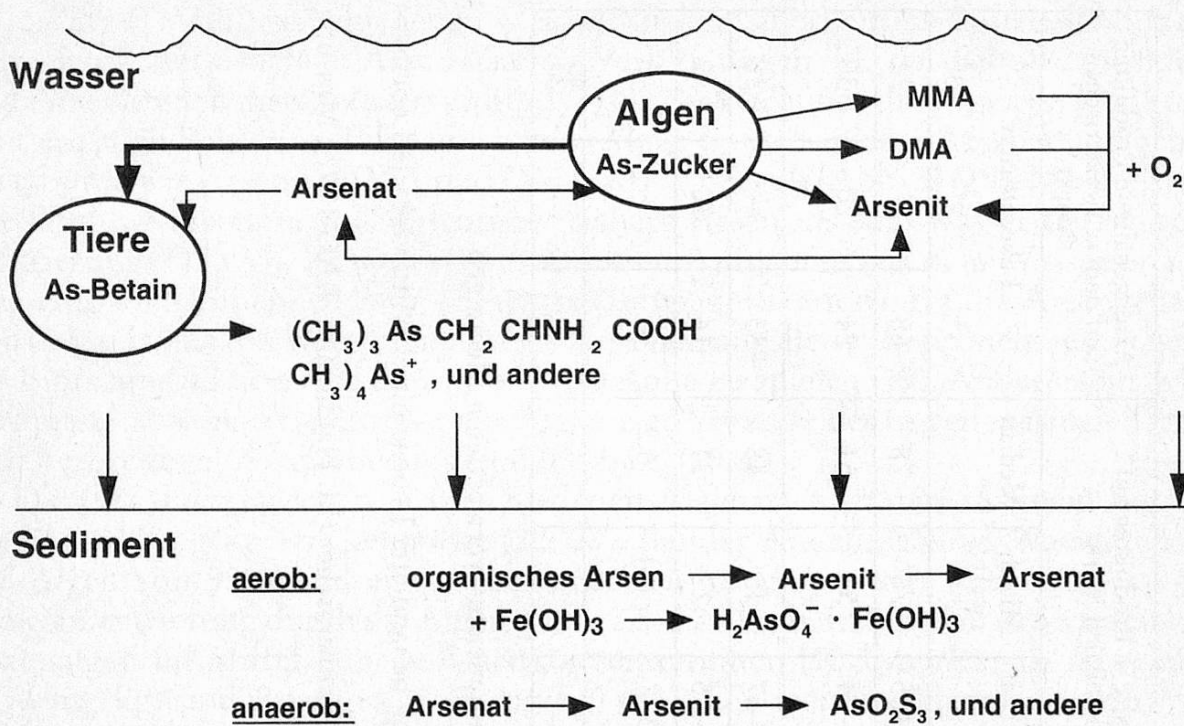 Wasser
Algen
As-Zucker
MMA
DMA
Arsenit
+ O2
Arsenat
Tiere
As-Betain
(CH3)3 As CH2 CHNH2 COOH
CH3)4 As+ , und andere
Sediment
aerob: organisches Arsen → Arsenit → Arsenat
+ Fe(OH)3 → H2AsO4− · Fe(OH)3
anaerob: Arsenat → Arsenit → AsO2S3 , und andere